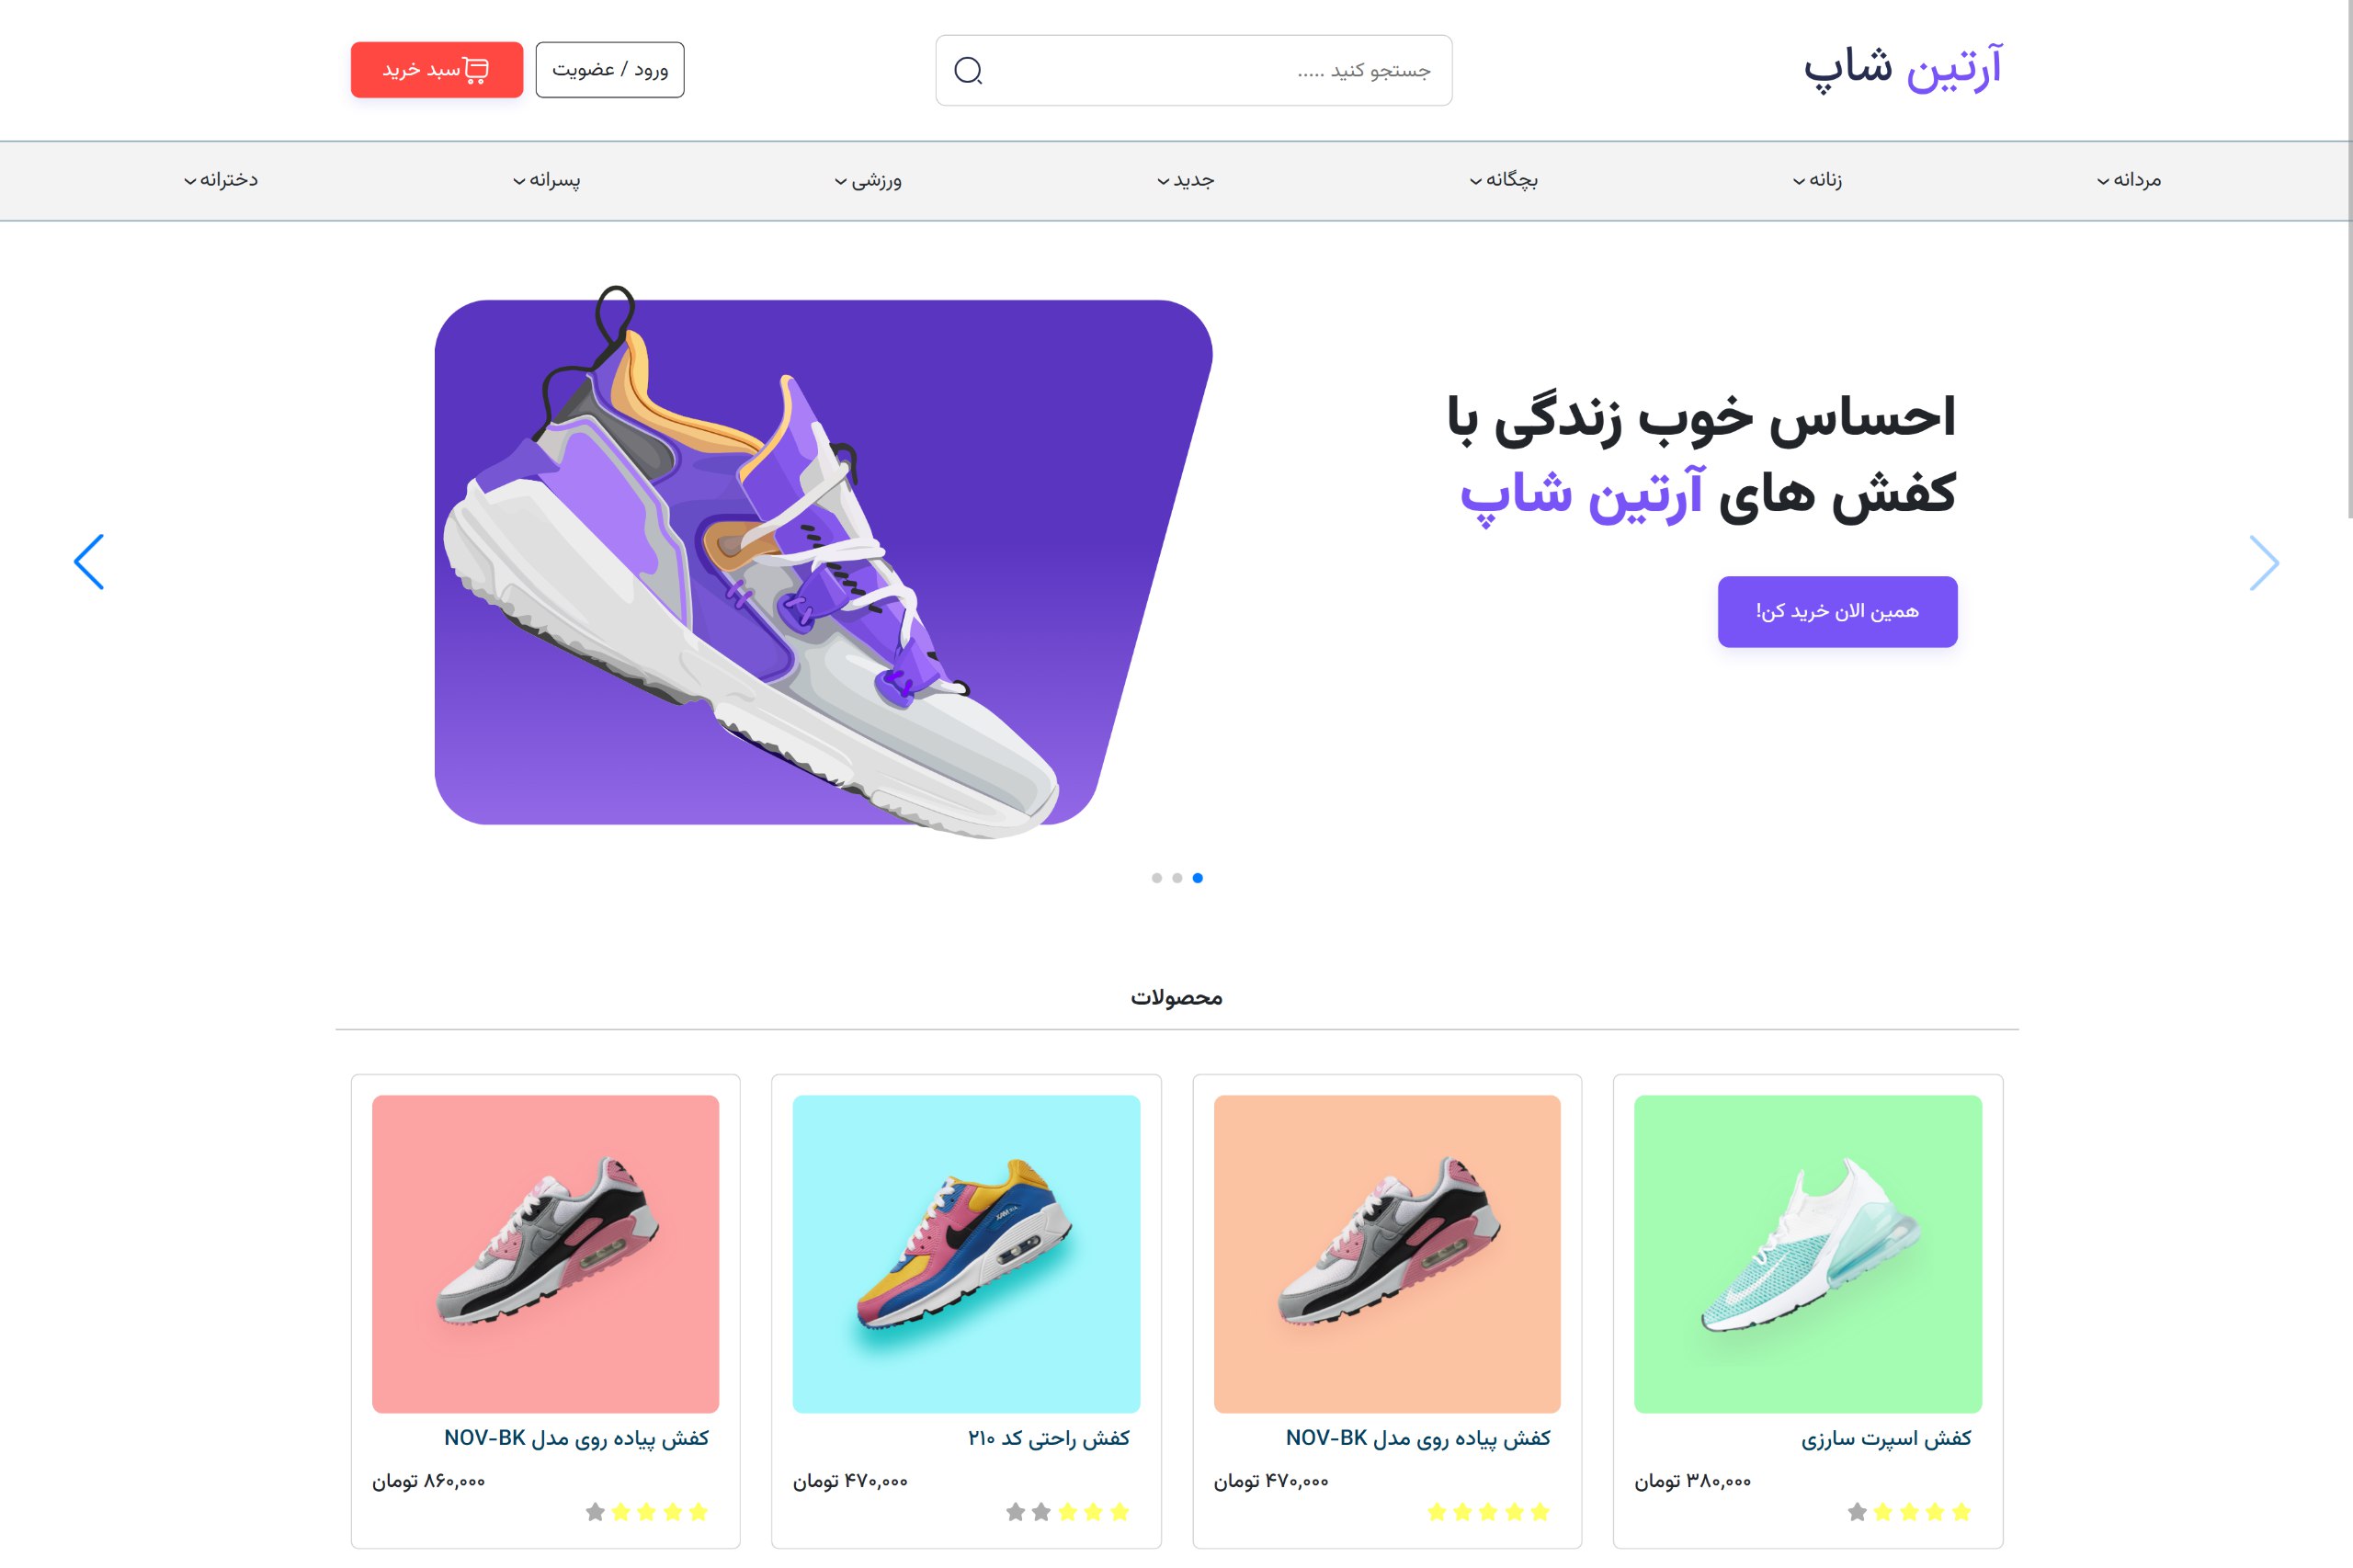 آرتین شاپ
جستجو کنید .....
ورود / عضویت
سبد خرید
مردانه
زنانه
بچگانه
جدید
ورزشی
پسرانه
دخترانه
احساس خوب زندگی با
کفش های آرتین شاپ
همین الان خرید کن!
محصولات
کفش اسپرت سارزی
۳۸۰,۰۰۰ تومان
کفش پیاده روی مدل NOV-BK
۴۷۰,۰۰۰ تومان
کفش راحتی کد ۲۱۰
۴۷۰,۰۰۰ تومان
کفش پیاده روی مدل NOV-BK
۸۶۰,۰۰۰ تومان